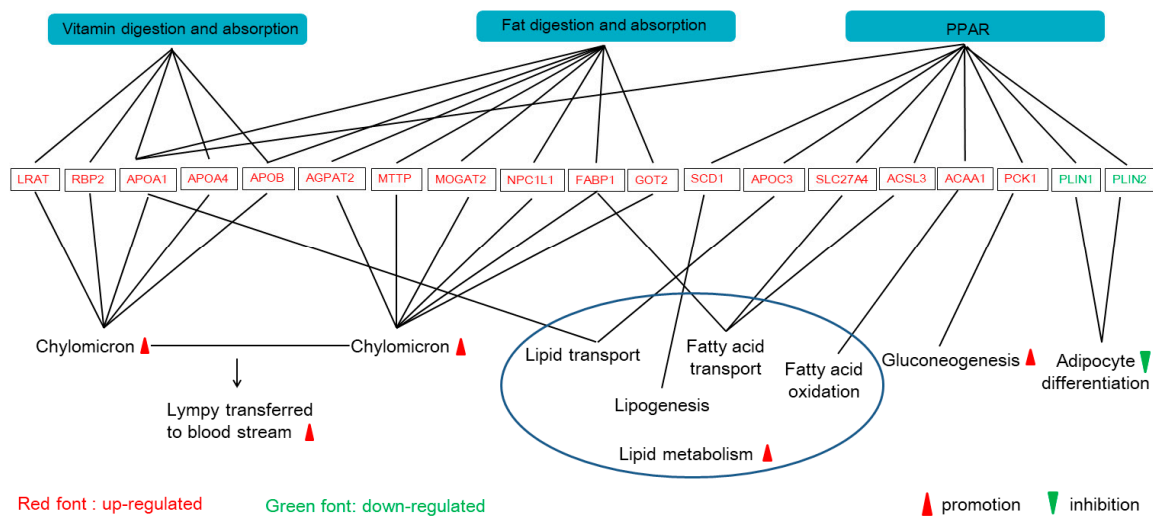 Vitamin digestion and absorption
Fat digestion and absorption
PPAR
LRAT
RBP2
APOA1
APOA4
APOB
AGPAT2
MTTP
MOGAT2
NPC1L1
FABP1
GOT2
SCD1
APOC3
SLC27A4
ACSL3
ACAA1
PCK1
PLIN1
PLIN2
Chylomicron
Chylomicron
Lipid transport
Fatty acid
transport
Fatty acid
oxidation
Gluconeogenesis
Adipocyte
differentiation
Lympy transferred
to blood stream
Lipogenesis
Lipid metabolism
Red font : up-regulated
Green font: down-regulated
promotion
inhibition